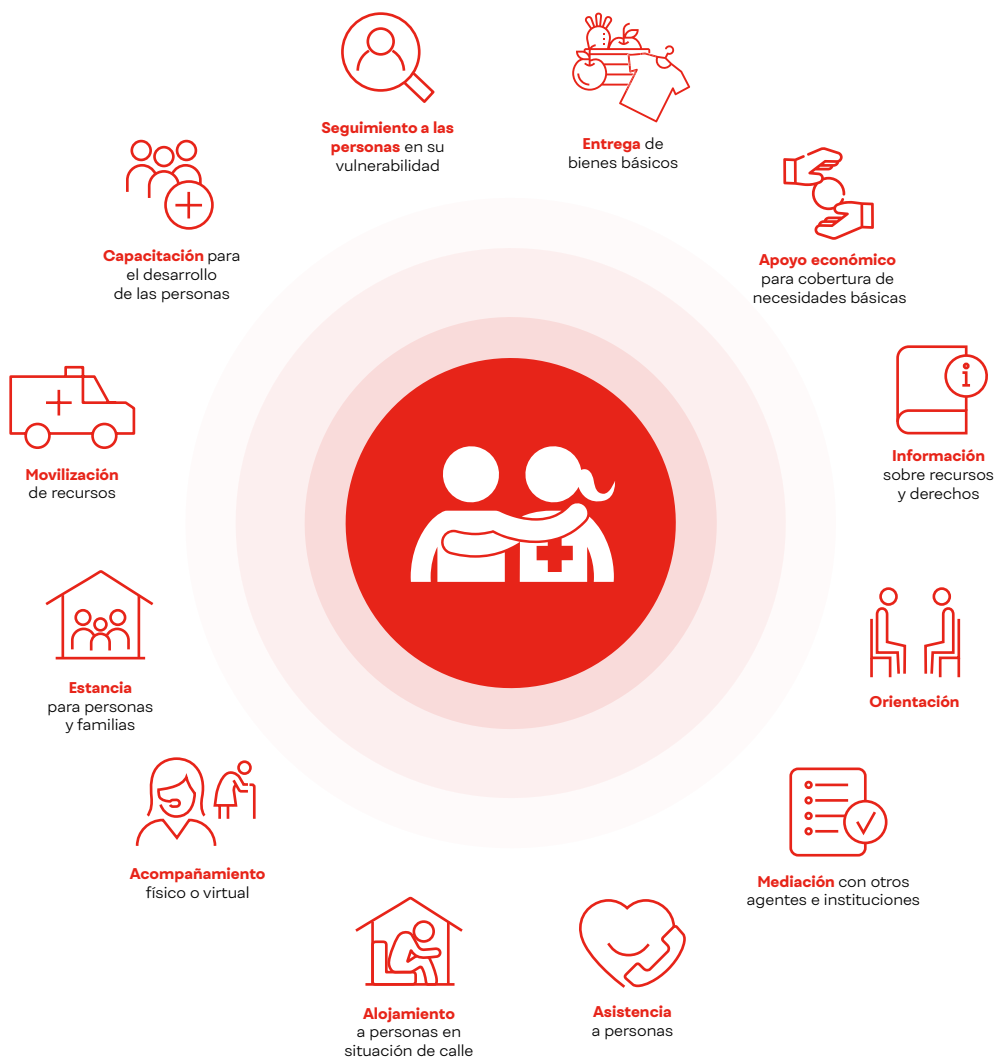 Seguimiento a las
personas en su
vulnerabilidad
Entrega de
bienes básicos
Capacitación para
el desarrollo
de las personas
Apoyo económico
para cobertura de
necesidades básicas
Movilización
de recursos
Información
sobre recursos
y derechos
Estancia
para personas
y familias
Orientación
Acompañamiento
físico o virtual
Mediación con otros
agentes e instituciones
Alojamiento
a personas en
situación de calle
Asistencia
a personas